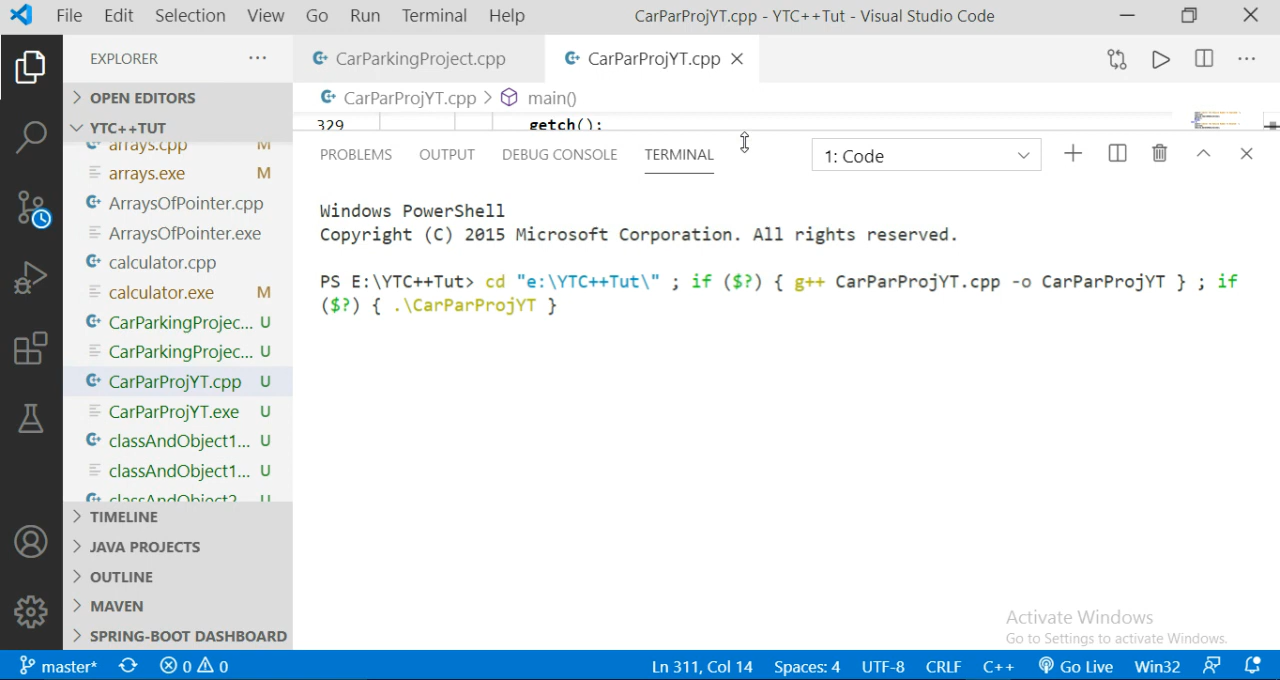 File Edit Selection View Go Run Terminal Help CarParProjYT.cpp - YTC++Tut - Visual Studio Code
EXPLORER ···
CarParkingProject.cpp
CarParProjYT.cpp
OPEN EDITORS
YTC++TUT
arrays.cpp M
arrays.exe M
ArraysOfPointer.cpp
ArraysOfPointer.exe
calculator.cpp
calculator.exe M
CarParkingProjec... U
CarParkingProjec... U
CarParProjYT.cpp U
CarParProjYT.exe U
classAndObject1... U
classAndObject1... U
classAndObject2 U
TIMELINE
JAVA PROJECTS
OUTLINE
MAVEN
SPRING-BOOT DASHBOARD
CarParProjYT.cpp > main()
329 getch();
PROBLEMS OUTPUT DEBUG CONSOLE TERMINAL 1: Code
Windows PowerShell
Copyright (C) 2015 Microsoft Corporation. All rights reserved.
PS E:\YTC++Tut> cd "e:\YTC++Tut\" ; if ($?) { g++ CarParProjYT.cpp -o CarParProjYT } ; if
($?) { .\CarParProjYT }
Activate Windows
Go to Settings to activate Windows.
master* 0 0 Ln 311, Col 14 Spaces: 4 UTF-8 CRLF C++ Go Live Win32